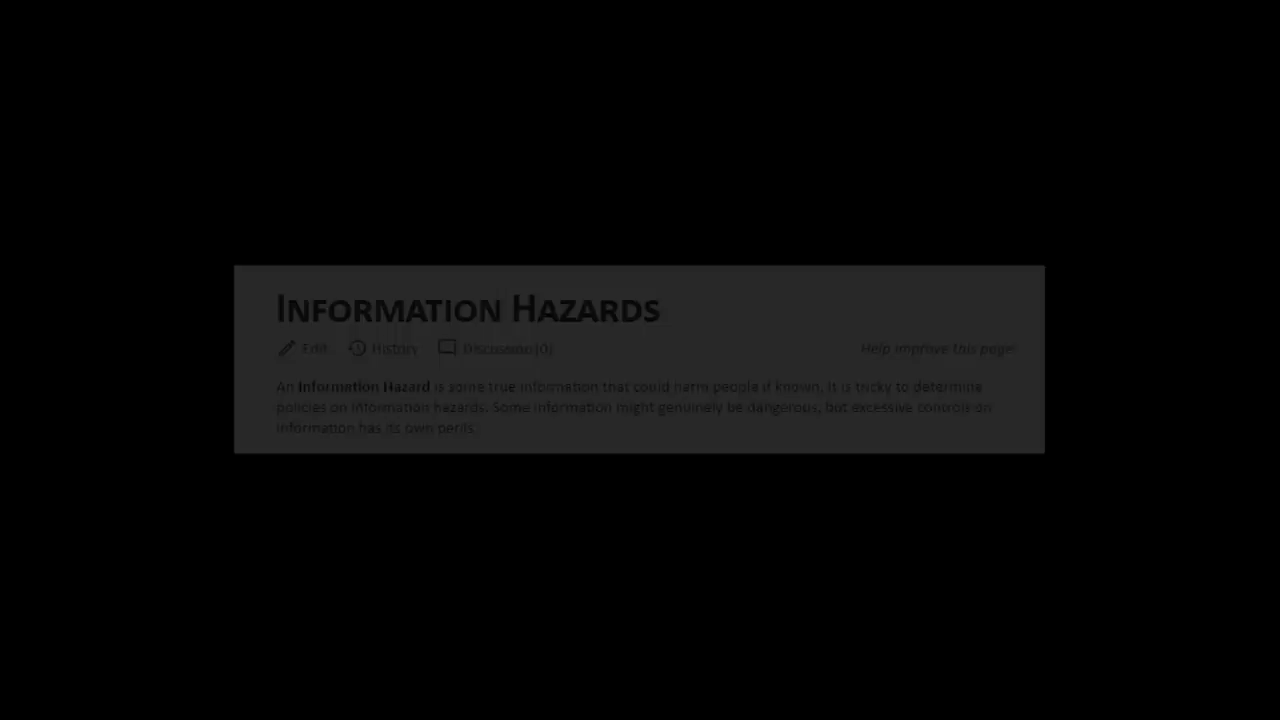 INFORMATION HAZARDS
Edit History Discussion (0) Help improve this page
An Information Hazard is some true information that could harm people if known. It is tricky to determine
policies on information hazards. Some information might genuinely be dangerous, but excessive controls on
information has its own perils.